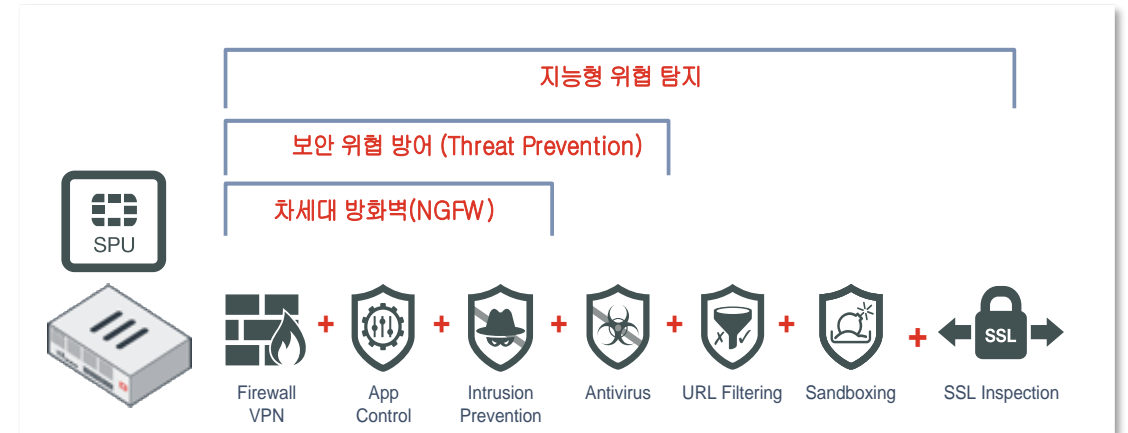 지능형 위협 탐지
보안 위협 방어 (Threat Prevention)
차세대 방화벽(NGFW)
SPU
SSL
Firewall
VPN
App
Control
Intrusion
Prevention
Antivirus
URL Filtering
Sandboxing
SSL Inspection